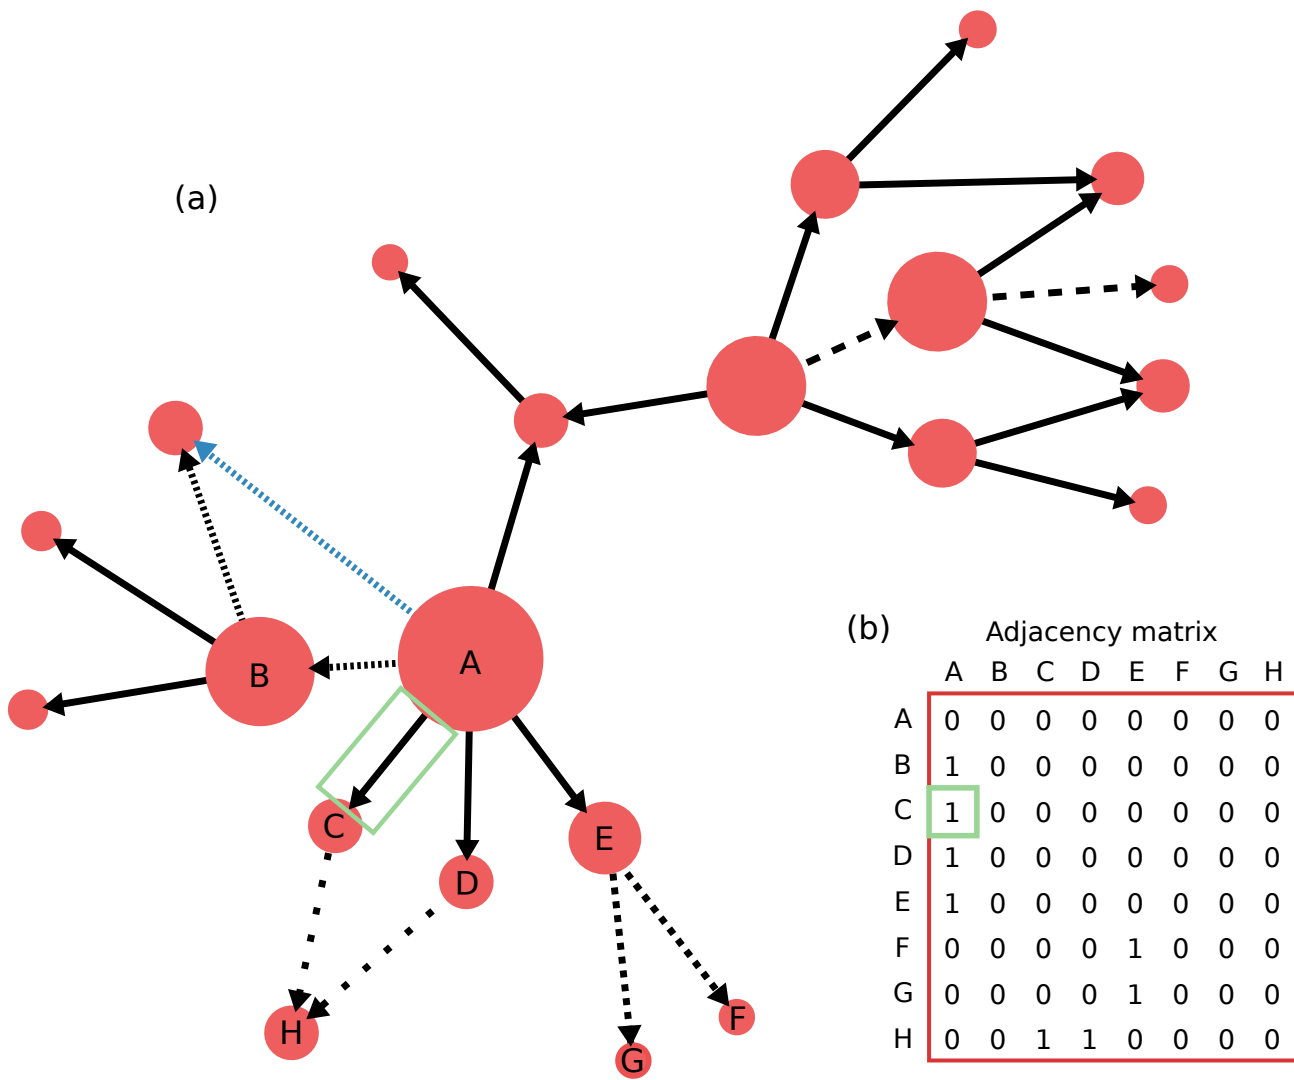 (a)
A
B
C
D
E
F
G
H
(b)
Adjacency matrix
A B C D E F G H
A 0 0 0 0 0 0 0 0
B 1 0 0 0 0 0 0 0
C 1 0 0 0 0 0 0 0
D 1 0 0 0 0 0 0 0
E 1 0 0 0 0 0 0 0
F 0 0 0 0 1 0 0 0
G 0 0 0 0 1 0 0 0
H 0 0 1 1 0 0 0 0